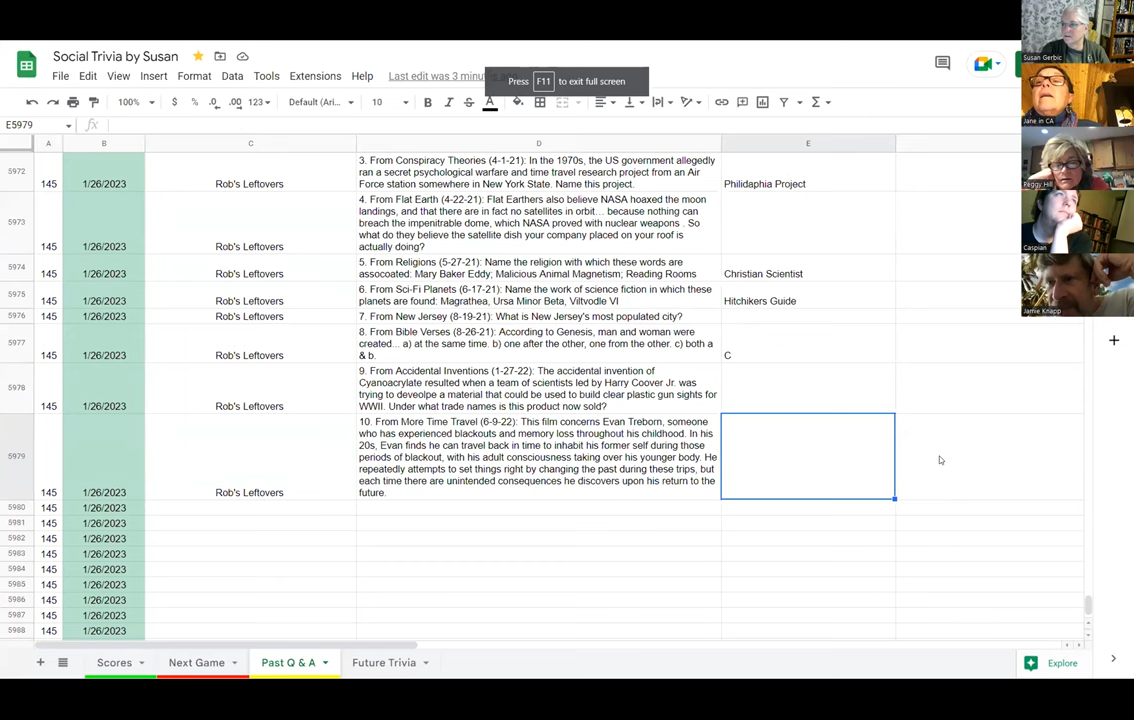 Social Trivia by Susan
File Edit View Insert Format Data Tools Extensions Help Last edit was 3 minutes
Press F11 to exit full screen
100% $ % .0 .00 123 Default (Ari... 10 B I S A
E5979 fx
A B C D E
5972 145 1/26/2023 Rob's Leftovers
3. From Conspiracy Theories (4-1-21): In the 1970s, the US government allegedly
ran a secret psychological warfare and time travel research project from an Air
Force station somewhere in New York State. Name this project.
Philidaphia Project
5973 145 1/26/2023 Rob's Leftovers
4. From Flat Earth (4-22-21): Flat Earthers also believe NASA hoaxed the moon
landings, and that there are in fact no satellites in orbit... because nothing can
breach the impenitrable dome, which NASA proved with nuclear weapons . So
what do they believe the satellite dish your company placed on your roof is
actually doing?
5974 145 1/26/2023 Rob's Leftovers
5. From Religions (5-27-21): Name the religion with which these words are
assocoated: Mary Baker Eddy; Malicious Animal Magnetism; Reading Rooms
Christian Scientist
5975 145 1/26/2023 Rob's Leftovers
6. From Sci-Fi Planets (6-17-21): Name the work of science fiction in which these
planets are found: Magrathea, Ursa Minor Beta, Viltvodle VI
Hitchikers Guide
5976 145 1/26/2023 Rob's Leftovers
7. From New Jersey (8-19-21): What is New Jersey's most populated city?
5977 145 1/26/2023 Rob's Leftovers
8. From Bible Verses (8-26-21): According to Genesis, man and woman were
created... a) at the same time. b) one after the other, one from the other. c) both a
& b.
C
5978 145 1/26/2023 Rob's Leftovers
9. From Accidental Inventions (1-27-22): The accidental invention of
Cyanoacrylate resulted when a team of scientists led by Harry Coover Jr. was
trying to deveolpe a material that could be used to build clear plastic gun sights for
WWII. Under what trade names is this product now sold?
5979 145 1/26/2023 Rob's Leftovers
10. From More Time Travel (6-9-22): This film concerns Evan Treborn, someone
who has experienced blackouts and memory loss throughout his childhood. In his
20s, Evan finds he can travel back in time to inhabit his former self during those
periods of blackout, with his adult consciousness taking over his younger body. He
repeatedly attempts to set things right by changing the past during these trips, but
each time there are unintended consequences he discovers upon his return to the
future.
5980 145 1/26/2023
5981 145 1/26/2023
5982 145 1/26/2023
5983 145 1/26/2023
5984 145 1/26/2023
5985 145 1/26/2023
5986 145 1/26/2023
5987 145 1/26/2023
5988 145 1/26/2023
Scores Next Game Past Q & A Future Trivia Explore
Susan Gerbic
Jane in CA
Peggy Hill
Caspian
Jamie Knapp